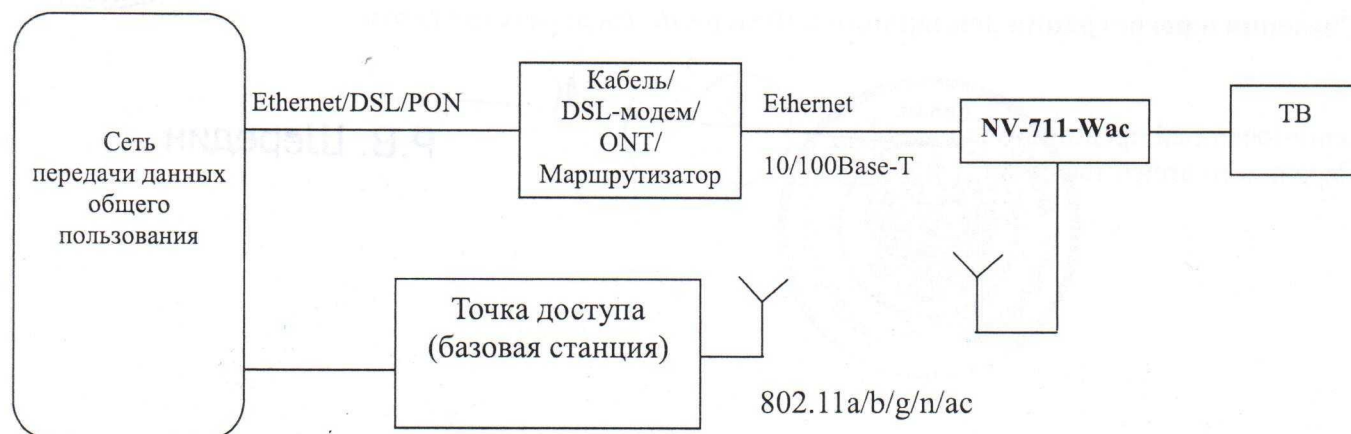 Сеть
передачи данных
общего
пользования
Ethernet/DSL/PON
Кабель/
DSL-модем/
ONT/
Маршрутизатор
Ethernet
10/100Base-T
NV-711-Wac
ТВ
Точка доступа
(базовая станция)
802.11a/b/g/n/ac